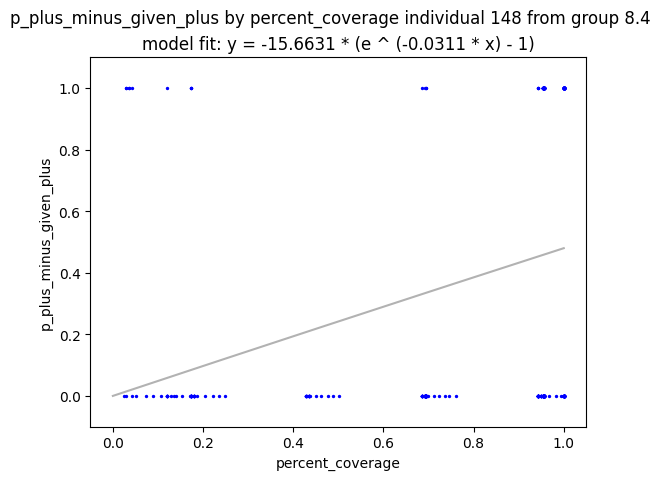 p_plus_minus_given_plus by percent_coverage individual 148 from group 8.4
model fit: y = -15.6631 * (e ^ (-0.0311 * x) - 1)
1.0
0.8
0.6
0.4
0.2
0.0
p_plus_minus_given_plus
0.0 0.2 0.4 0.6 0.8 1.0
percent_coverage